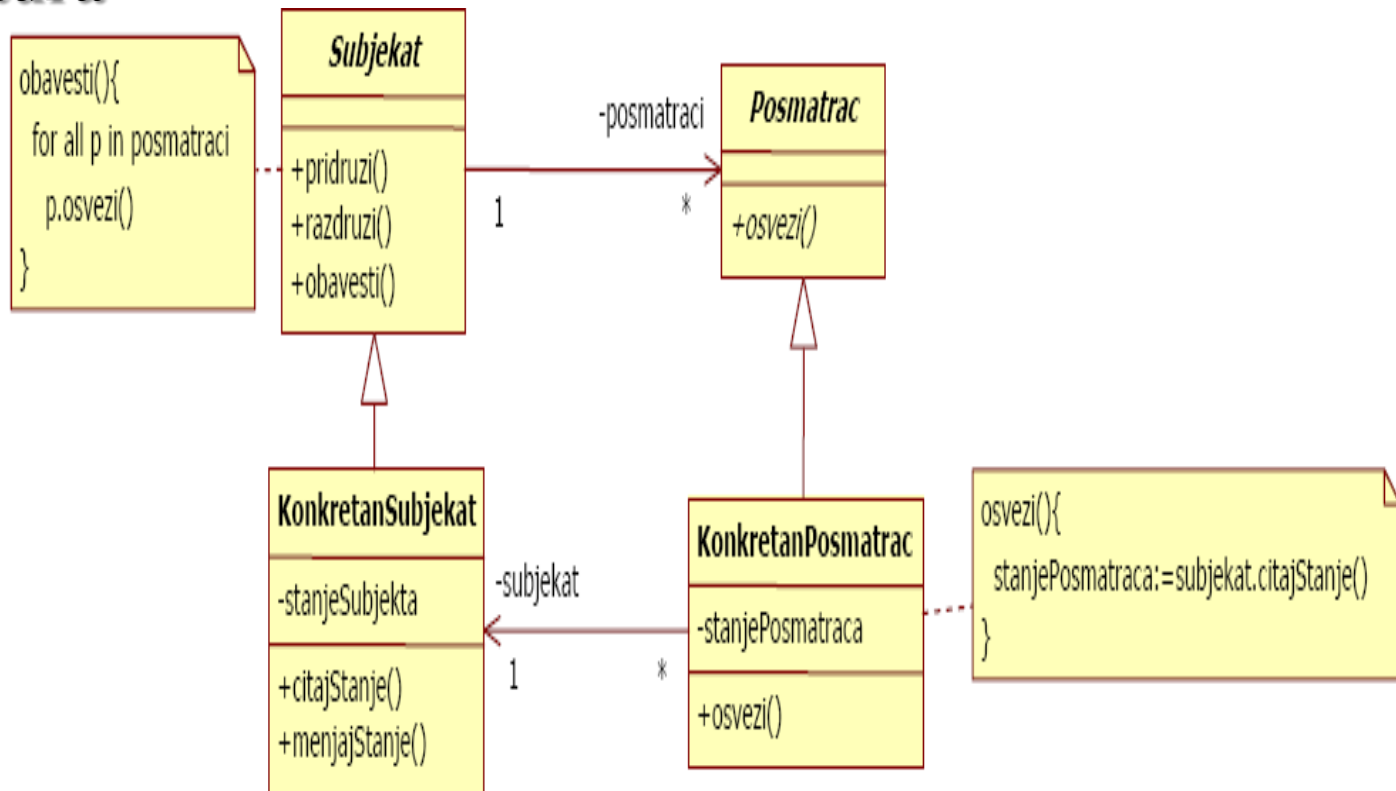 obavesti(){
for all p in posmatraci
p.osvezi()
}
Subjekat
+pridruzi()
+razdruzi()
+obavesti()
-posmatraci
1
*
Posmatrac
+osvezi()
KonkretanSubjekat
-stanjeSubjekta
+citajStanje()
+menjajStanje()
-subjekat
1
*
KonkretanPosmatrac
-stanjePosmatraca
+osvezi()
osvezi(){
stanjePosmatraca:=subjekat.citajStanje()
}